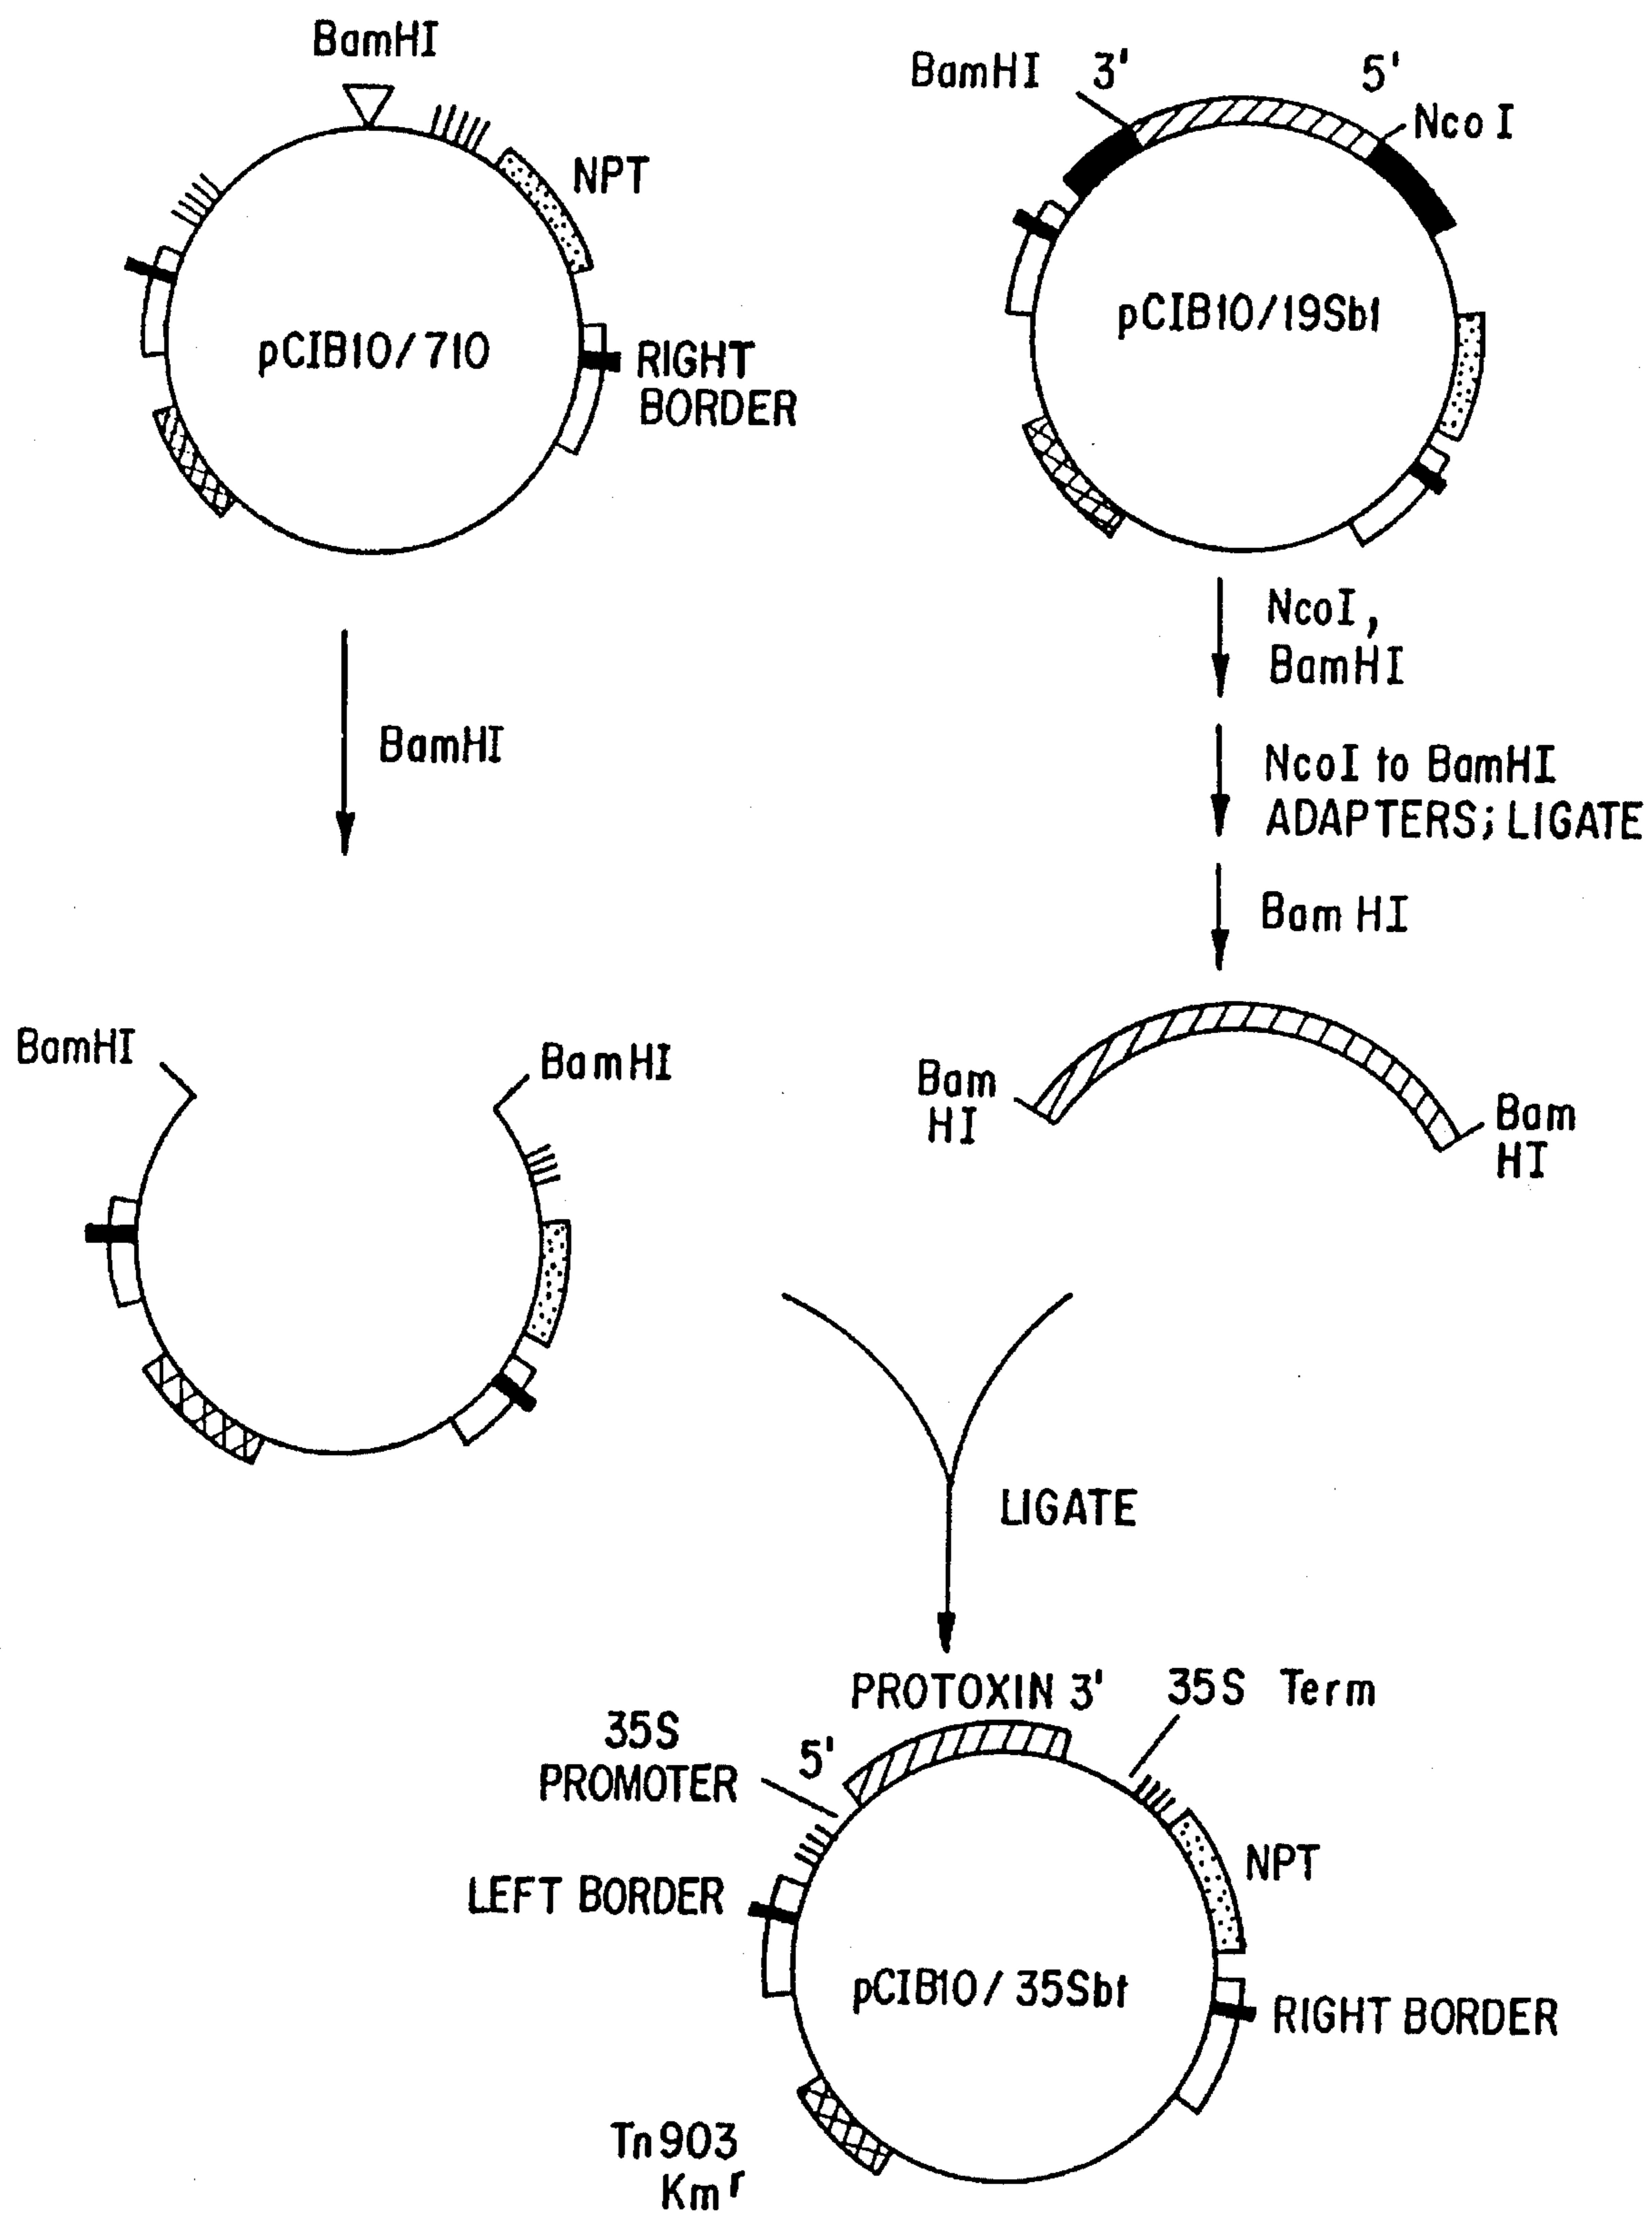 BamHI
NPT
pCIB10/710
RIGHT
BORDER
BamHI 3' 5'
Nco I
pCIB10/19Sbt
BamHI
NcoI,
BamHI
NcoI to BamHI
ADAPTERS; LIGATE
Bam HI
BamHI
BamHI
Bam
HI
Bam
HI
LIGATE
PROTOXIN 3'
35S Term
35S
PROMOTER
5'
LEFT BORDER
NPT
pCIB10/35Sbt
RIGHT BORDER
Tn903
Kmʳ